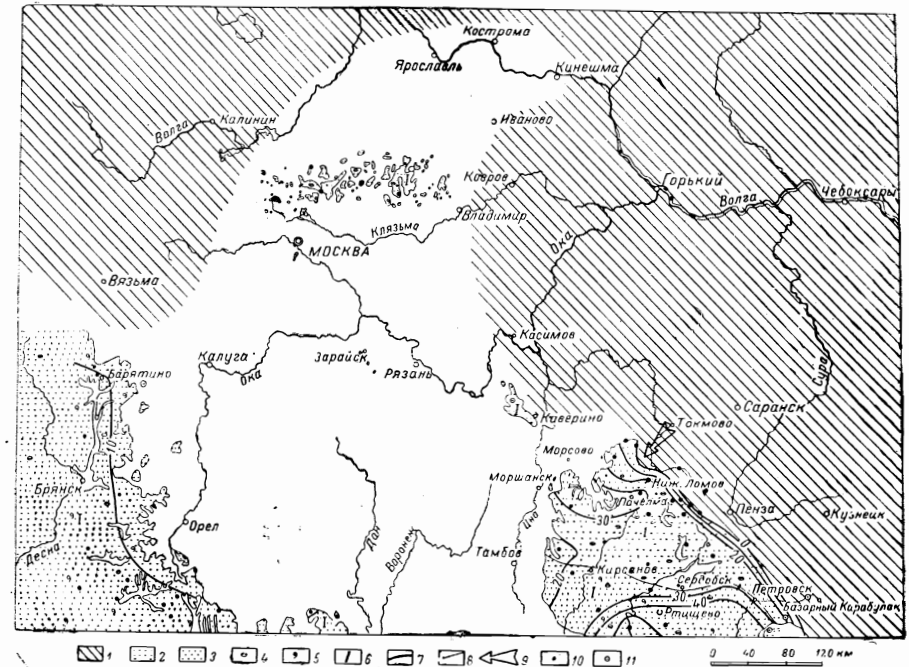 Кострома
Ярославль
Кинешма
Волга
Калинин
Иваново
Ковров
Горький
Волга
Чебоксары
Владимир
Клязьма
Ока
МОСКВА
Вязьма
Сура
Касимов
Калуга
Зарайск
Ока
Рязань
Барятино
Саранск
I
Каверино
Токмово
Морсово
Моршанск
Ниж. Ломов
Пачелма
Брянск
Пенза
Кузнецк
30
I
Орел
Дон
Цна
0
20
Десна
Воронеж
Тамбов
Кирсанов
Сердобск
Петровск
20
30
40
I
Базарный Карабулак
Ртищево
I
1 2 3 4 5 6 7 8 9 10 11 0 40 80 120 км